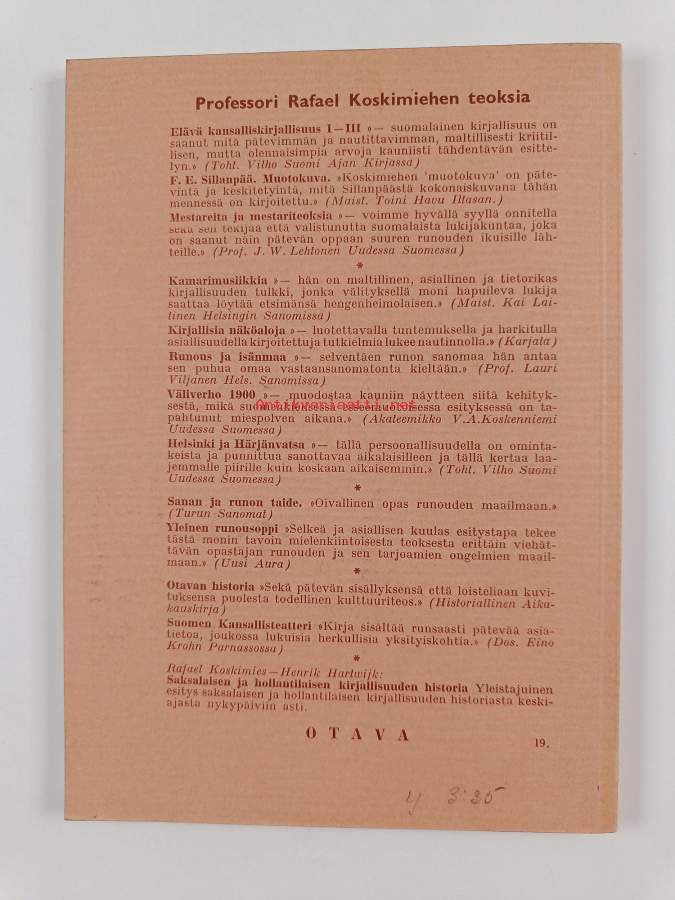 Professori Rafael Koskimiehen teoksia
Elävä kansalliskirjallisuus I—III »— suomalainen kirjallisuus on
saanut mitä pätevimmän ja nautittavimman, maltillisesti kriitil-
lisen, mutta olennaisimpia arvoja kauniisti tähdentävän esitte-
lyn.» (Toht. Vilho Suomi Ajan Kirjassa)
F. E. Sillanpää. Muotokuva. »Koskimiehen 'muotokuva' on päte-
vintä ja keskitetyintä, mitä Sillanpäästä kokonaiskuvana tähän
mennessä on kirjoitettu.» (Maist. Toini Havu Iltasan.)
Mestareita ja mestariteoksia »— voimme hyvällä syyllä onnitella
sekä sen tekijää että valistunutta suomalaista lukijakuntaa, joka
on saanut näin pätevän oppaan suuren runouden ikuisille läh-
teille.» (Prof. J. W. Lehtonen Uudessa Suomessa)
*
Kamarimusiikkia »— hän on maltillinen, asiallinen ja tietorikas
kirjallisuuden tulkki, jonka välityksellä moni hapuileva lukija
saattaa löytää etsimänsä hengenheimolaisen.» (Maist. Kai Lai-
tinen Helsingin Sanomissa)
Kirjallisia näköaloja »— luotettavalla tuntemuksella ja harkitulla
asiallisuudella kirjoitettuja tutkielmia lukee nautinnolla.» (Karjala)
Runous ja isänmaa »— selventäen runon sanomaa hän antaa
sen puhua omaa vastaansanomatonta kieltään.» (Prof. Lauri
Viljanen Hels. Sanomissa)
Väliverho 1900 »— muodostaa kauniin näytteen siitä kehityk-
Antikvariaatti.net
sestä, mikä suomenkielisessä esseemuotoisessa esityksessä on ta-
pahtunut miespolven aikana.» (Akateemikko V.A.Koskenniemi
Uudessa Suomessa)
Helsinki ja Härjänvatsa »— tällä persoonallisuudella on ominta-
keista ja punnittua sanottavaa aikalaisilleen ja tällä kertaa laa-
jemmalle piirille kuin koskaan aikaisemmin.» (Toht. Vilho Suomi
Uudessa Suomessa)
*
Sanan ja runon taide. »Oivallinen opas runouden maailmaan.»
(Turun Sanomat)
Yleinen runousoppi »Selkeä ja asiallisen kuulas esitystapa tekee
tästä monin tavoin mielenkiintoisesta teoksesta erittäin viehät-
tävän opastajan runouden ja sen tarjoamien ongelmien maail-
maan.» (Uusi Aura)
*
Otavan historia »Sekä pätevän sisällyksensä että loisteliaan kuvi-
tuksensa puolesta todellinen kulttuuriteos.» (Historiallinen Aika-
kauskirja)
Suomen Kansallisteatteri »Kirja sisältää runsaasti pätevää asia-
tietoa, joukossa lukuisia herkullisia yksityiskohtia.» (Dos. Eino
Krohn Parnassossa)
*
Rafael Koskimies—Henrik Hartwijk:
Saksalaisen ja hollantilaisen kirjallisuuden historia Yleistajuinen
esitys saksalaisen ja hollantilaisen kirjallisuuden historiasta keski-
ajasta nykypäiviin asti.
OTAVA
19.
3:35